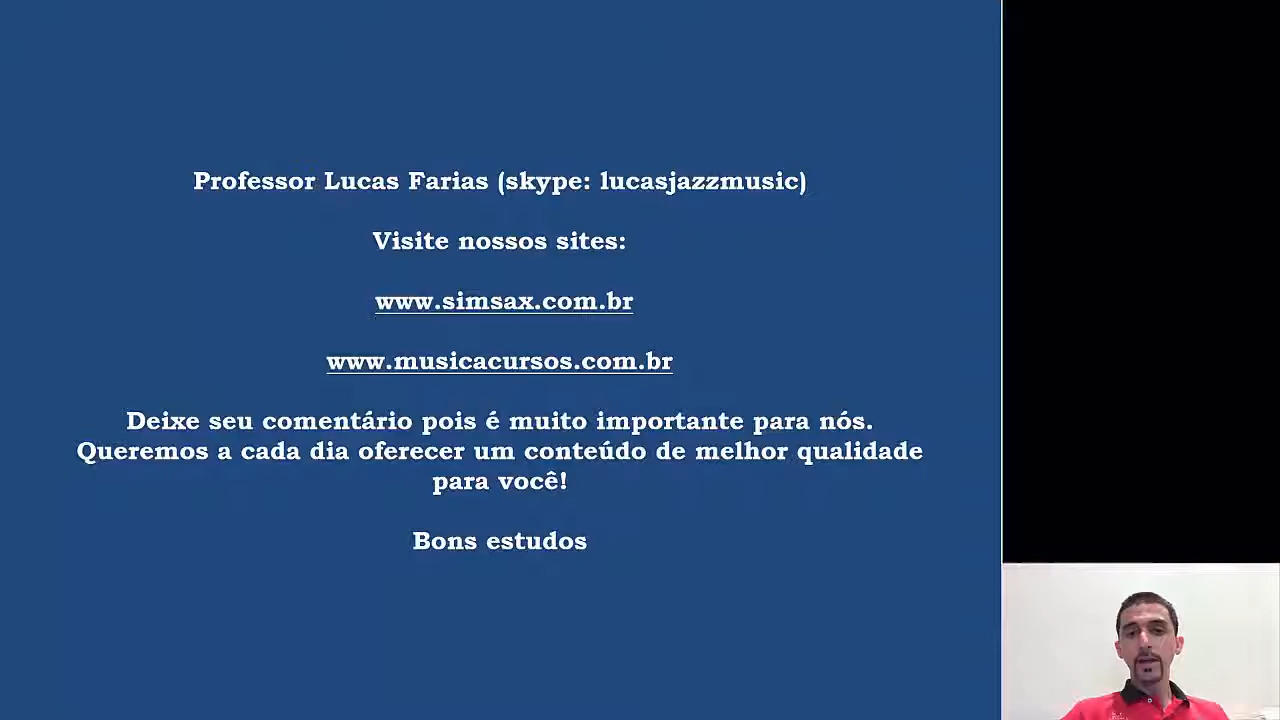 Professor Lucas Farias (skype: lucasjazzmusic)
Visite nossos sites:
www.simsax.com.br
www.musicacursos.com.br
Deixe seu comentário pois é muito importante para nós.
Queremos a cada dia oferecer um conteúdo de melhor qualidade
para você!
Bons estudos